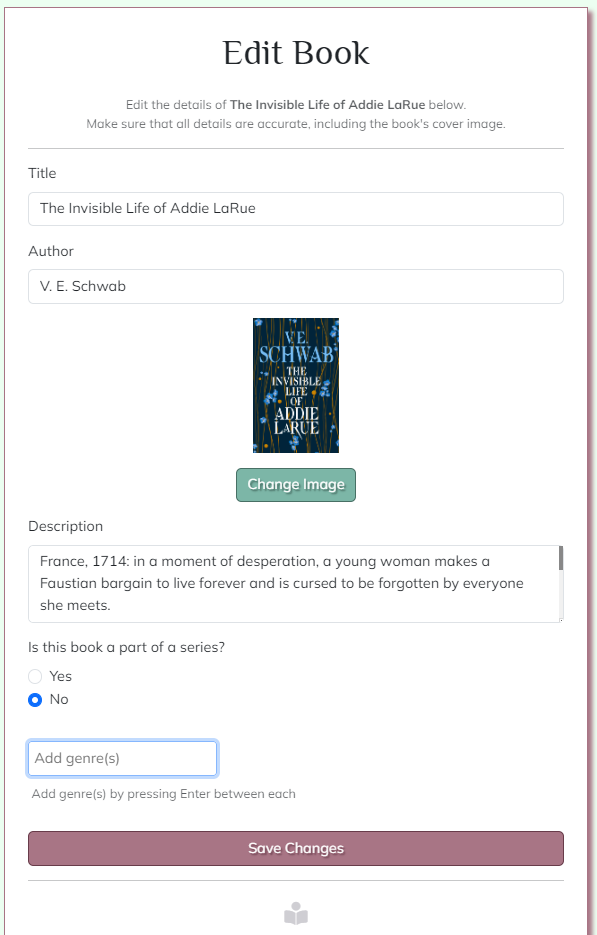 Edit Book
Edit the details of The Invisible Life of Addie LaRue below.
Make sure that all details are accurate, including the book's cover image.
Title
The Invisible Life of Addie LaRue
Author
V. E. Schwab
V.E.
SCHWAB
THE
INVISIBLE
LIFE
OF
ADDIE
LARUE
Change Image
Description
France, 1714: in a moment of desperation, a young woman makes a
Faustian bargain to live forever and is cursed to be forgotten by everyone
she meets.
Is this book a part of a series?
Yes
No
Add genre(s)
Add genre(s) by pressing Enter between each
Save Changes